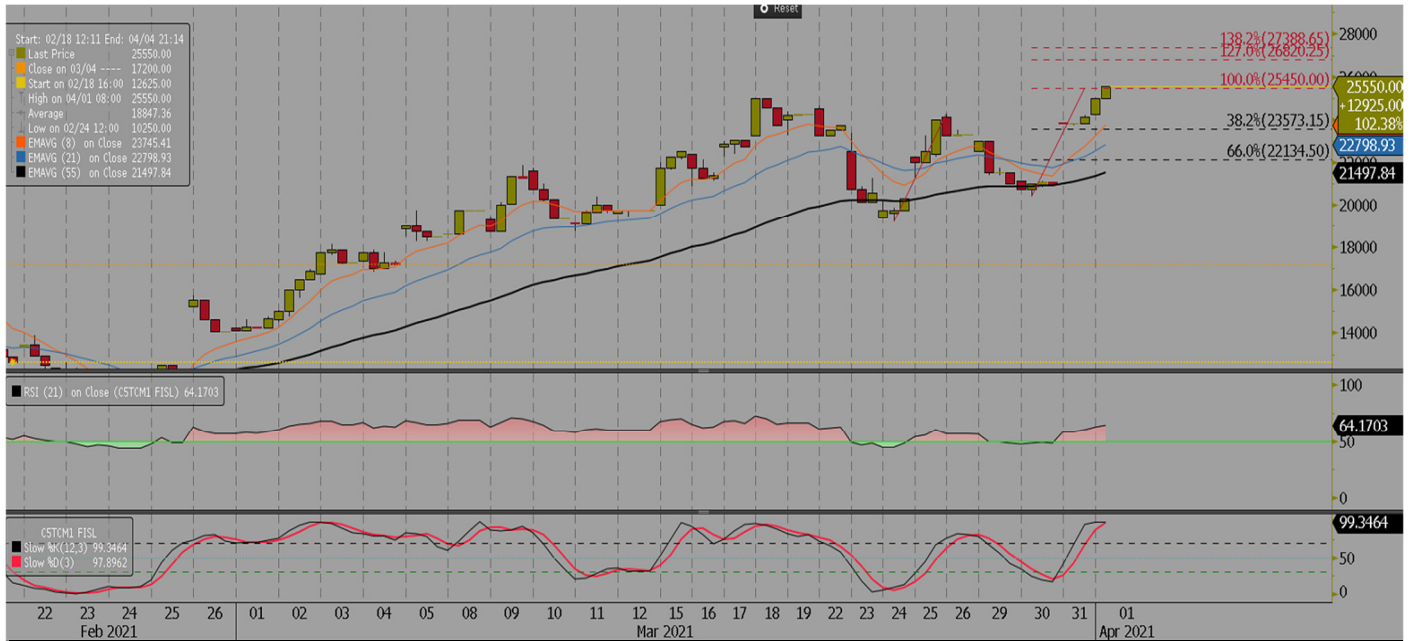 Reset
Start: 02/18 12:11 End: 04/04 21:14
Last Price 25550.00
Close on 03/04 ---- 17200.00
Start on 02/18 16:00 12625.00
High on 04/01 08:00 25550.00
Average 18847.36
Low on 02/24 12:00 10250.00
EMAVG (8) on Close 23745.41
EMAVG (21) on Close 22798.93
EMAVG (55) on Close 21497.84
138.2%(27388.65)
127.0%(26820.25)
100.0%(25450.00)
38.2%(23573.15)
66.0%(22134.50)
28000
26000
25550.00
+12925.00
102.38%
22798.93
22000
21497.84
20000
18000
16000
14000
RSI (21) on Close (C5TCM1 FISL) 64.1703
100
64.1703
50
0
C5TCM1 FISL
Slow %K(12,3) 99.3464
Slow %D(3) 97.8962
99.3464
50
0
22 23 24 25 26 01 02 03 04 05 08 09 10 11 12 15 16 17 18 19 22 23 24 25 26 29 30 31 01
Feb 2021 Mar 2021 Apr 2021